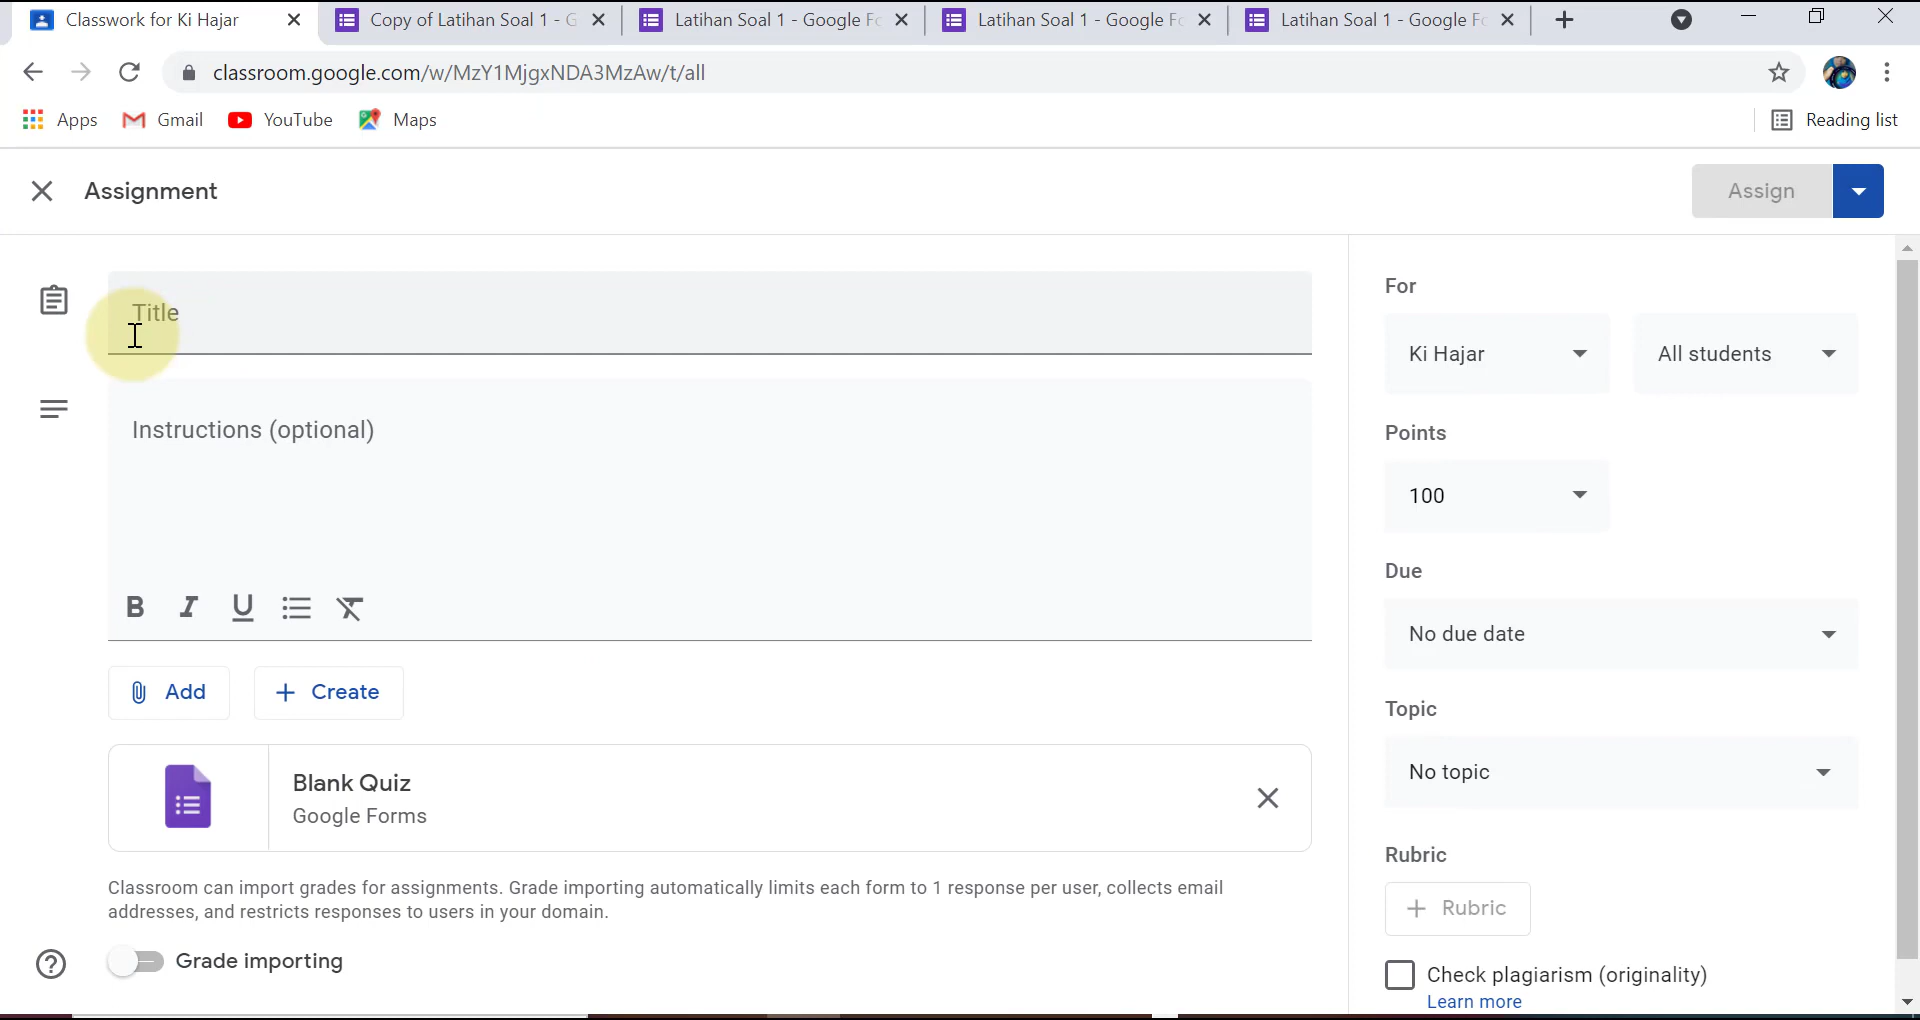 Classwork for Ki Hajar
Copy of Latihan Soal 1 - G
Latihan Soal 1 - Google Fo
Latihan Soal 1 - Google Fo
Latihan Soal 1 - Google Fo
classroom.google.com/w/MzY1MjgxNDA3MzAw/t/all
Apps
Gmail
YouTube
Maps
Reading list
Assignment
Assign
Title
Instructions (optional)
B I U
Add
Create
Blank Quiz
Google Forms
Classroom can import grades for assignments. Grade importing automatically limits each form to 1 response per user, collects email
addresses, and restricts responses to users in your domain.
Grade importing
For
Ki Hajar
All students
Points
100
Due
No due date
Topic
No topic
Rubric
Rubric
Check plagiarism (originality)
Learn more